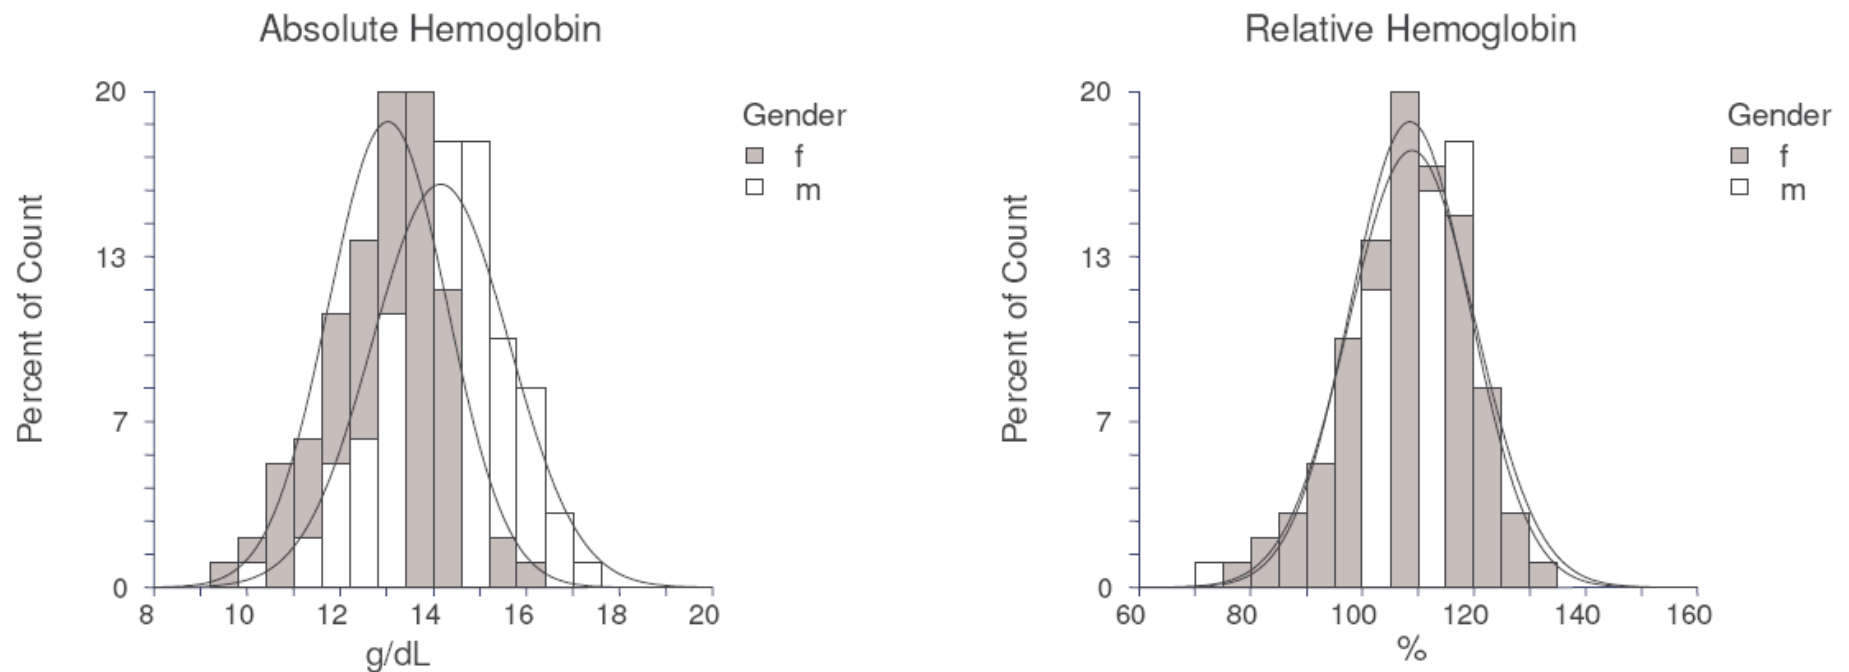 Absolute Hemoglobin
Percent of Count
20
13
7
0
8 10 12 14 16 18 20
g/dL
Gender
f
m
Relative Hemoglobin
Percent of Count
20
13
7
0
60 80 100 120 140 160
%
Gender
f
m